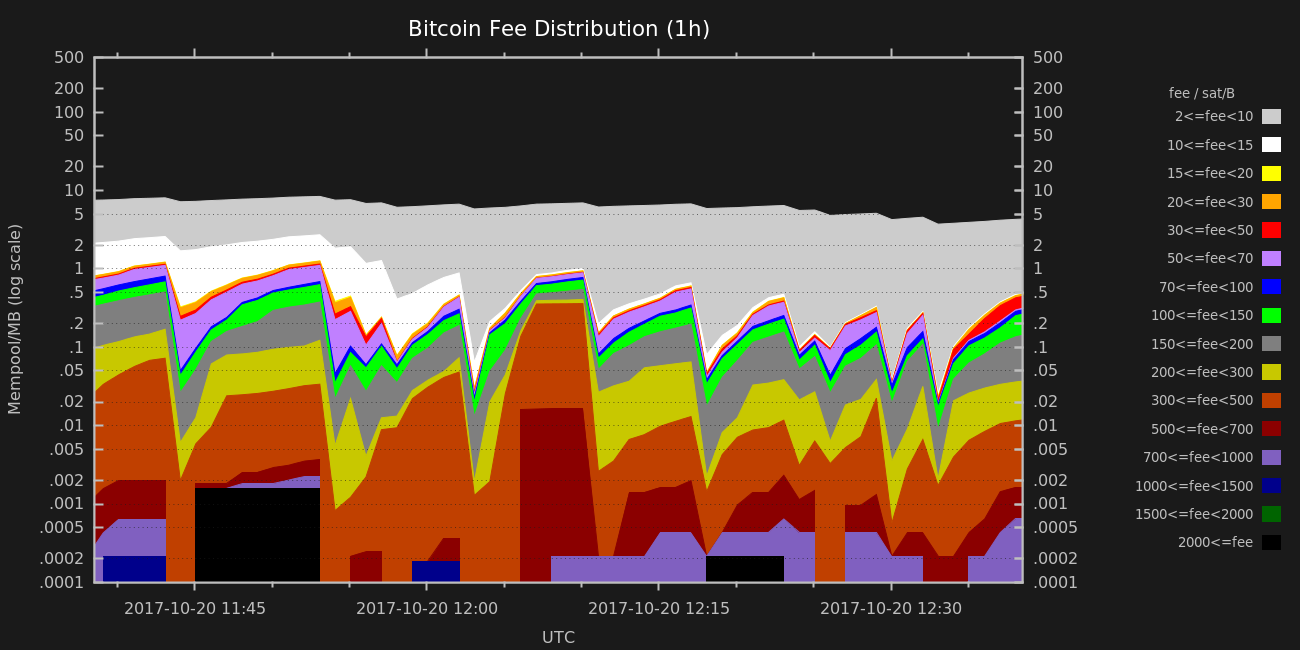 Bitcoin Fee Distribution (1h)
Mempool/MB (log scale)
500
200
100
50
20
10
5
2
1
.5
.2
.1
.05
.02
.01
.005
.002
.001
.0005
.0002
.0001
500
200
100
50
20
10
5
2
1
.5
.2
.1
.05
.02
.01
.005
.002
.001
.0005
.0002
.0001
2017-10-20 11:45
2017-10-20 12:00
2017-10-20 12:15
2017-10-20 12:30
UTC
fee / sat/B
2<=fee<10
10<=fee<15
15<=fee<20
20<=fee<30
30<=fee<50
50<=fee<70
70<=fee<100
100<=fee<150
150<=fee<200
200<=fee<300
300<=fee<500
500<=fee<700
700<=fee<1000
1000<=fee<1500
1500<=fee<2000
2000<=fee